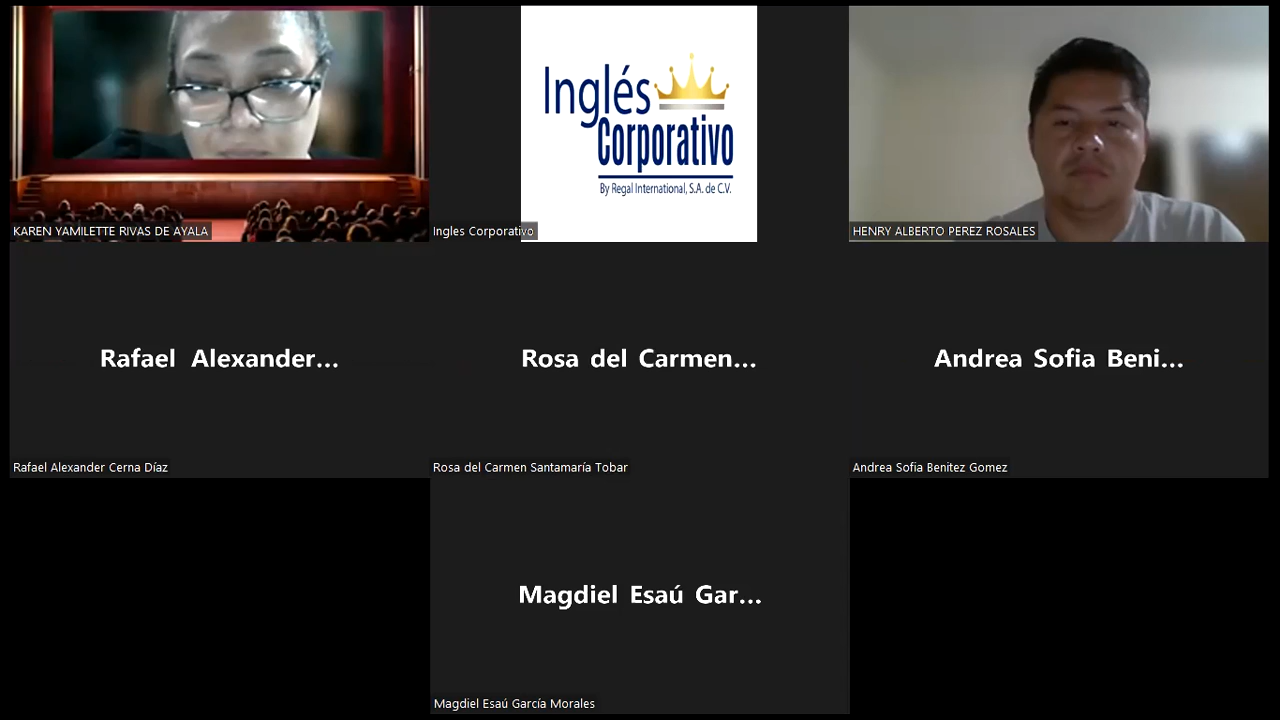 Inglés
Corporativo
By Regal International, S.A. de C.V.
KAREN YAMILETTE RIVAS DE AYALA
Ingles Corporativo
HENRY ALBERTO PEREZ ROSALES
Rafael Alexander...
Rosa del Carmen...
Andrea Sofia Beni...
Rafael Alexander Cerna Díaz
Rosa del Carmen Santamaría Tobar
Andrea Sofia Benitez Gomez
Magdiel Esaú Gar...
Magdiel Esaú García Morales